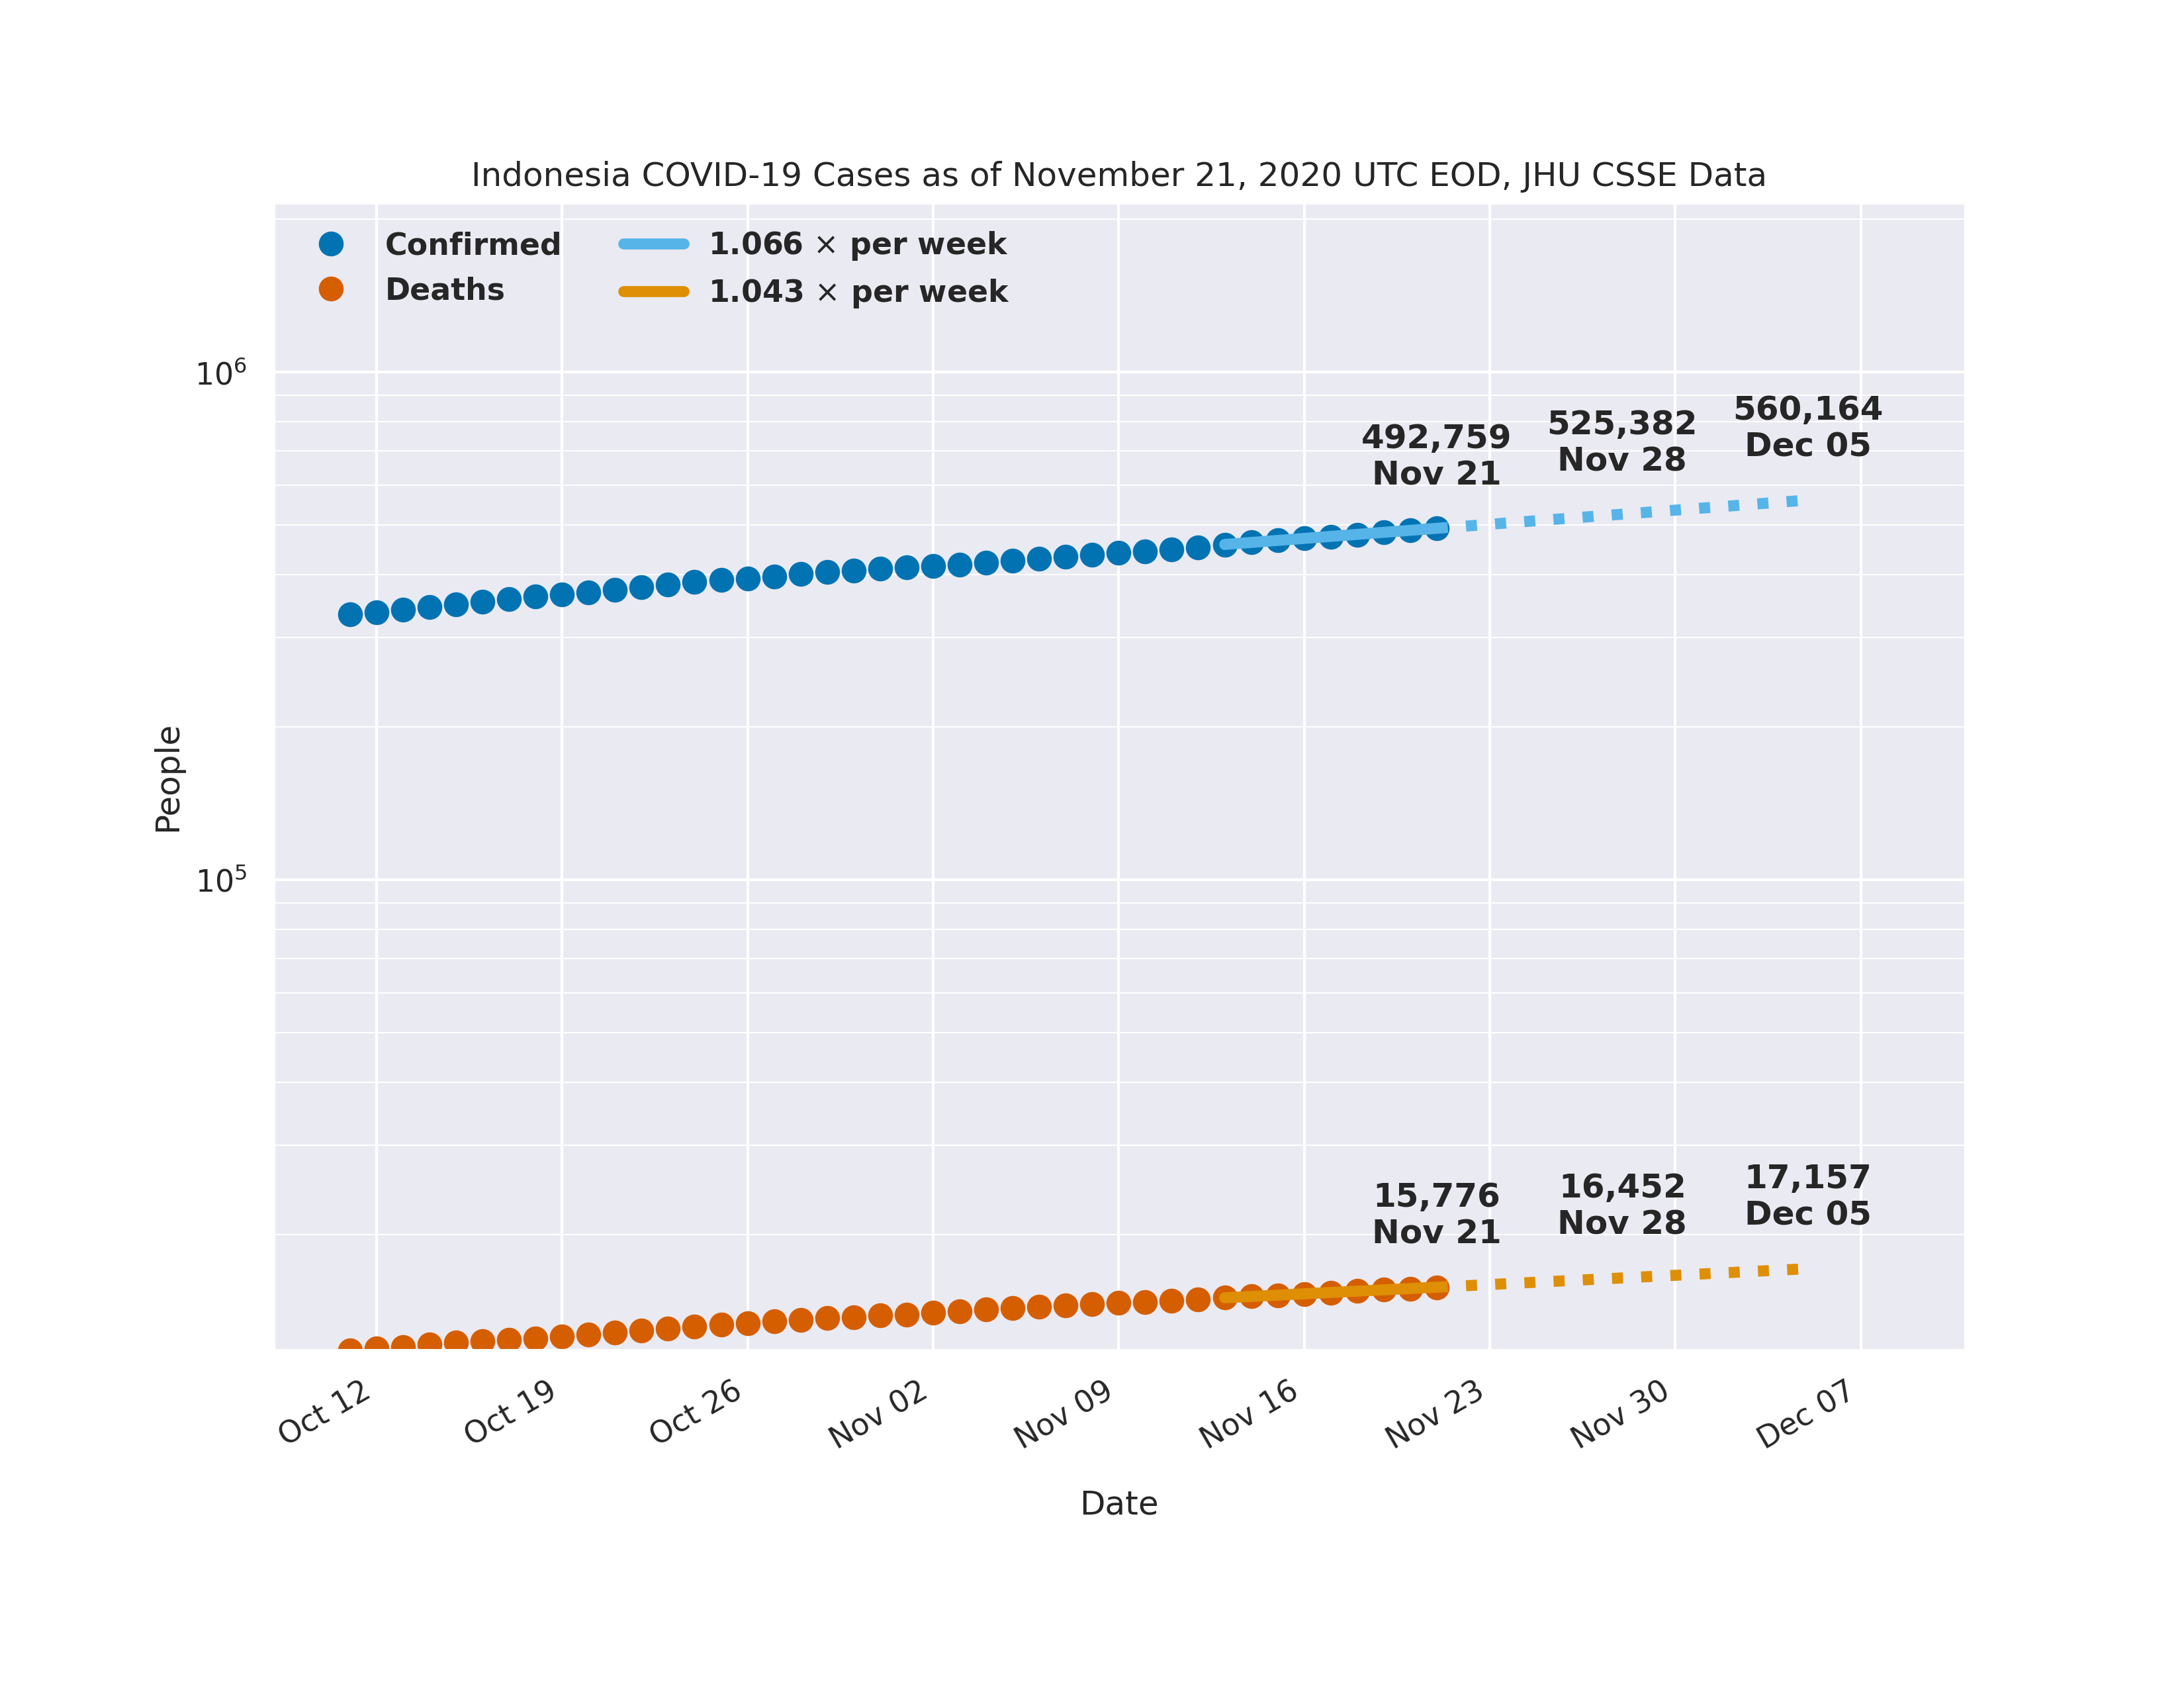 Indonesia COVID-19 Cases as of November 21, 2020 UTC EOD, JHU CSSE Data
Confirmed
Deaths
1.066 × per week
1.043 × per week
10⁶
10⁵
People
492,759
Nov 21
525,382
Nov 28
560,164
Dec 05
15,776
Nov 21
16,452
Nov 28
17,157
Dec 05
Oct 12
Oct 19
Oct 26
Nov 02
Nov 09
Nov 16
Nov 23
Nov 30
Dec 07
Date